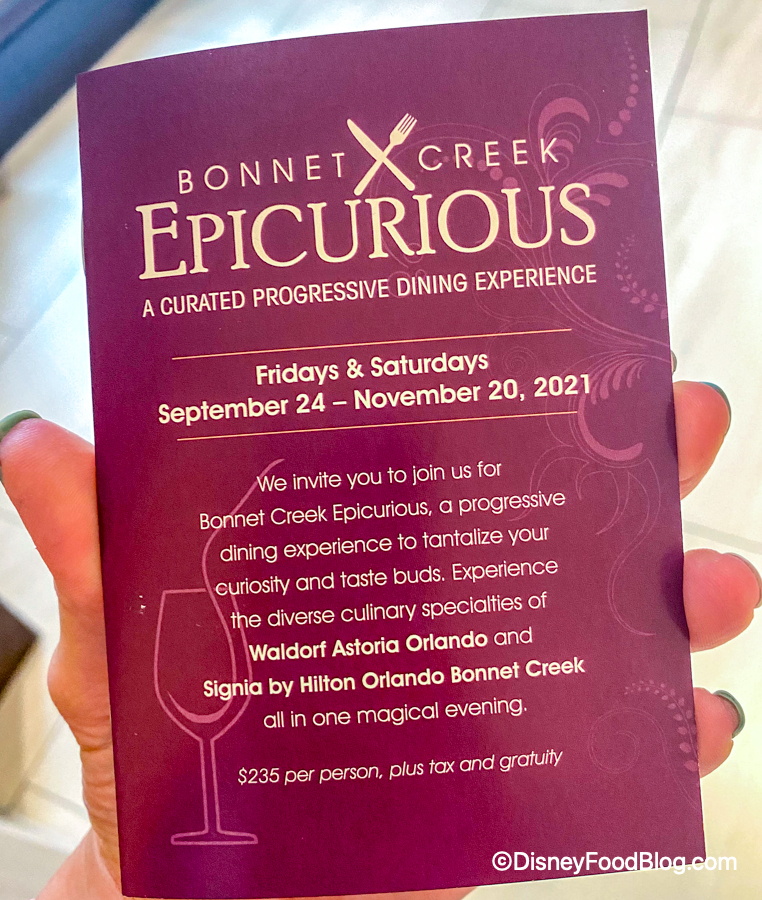 BONNET CREEK
EPICURIOUS
A CURATED PROGRESSIVE DINING EXPERIENCE
Fridays & Saturdays
September 24 – November 20, 2021
We invite you to join us for
Bonnet Creek Epicurious, a progressive
dining experience to tantalize your
curiosity and taste buds. Experience
the diverse culinary specialties of
Waldorf Astoria Orlando and
Signia by Hilton Orlando Bonnet Creek
all in one magical evening.
$235 per person, plus tax and gratuity
©DisneyFoodBlog.com